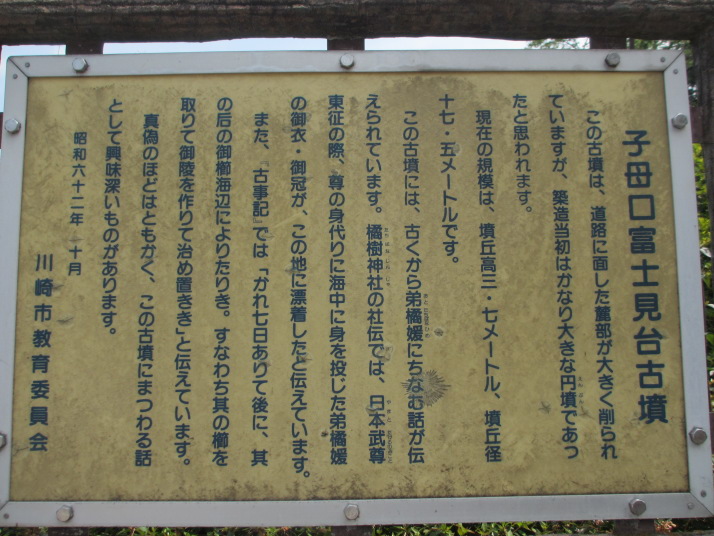 子母口富士見台古墳
この古墳は、道路に面した麓部が大きく削られ
ていますが、築造当初はかなり大きな円墳であっ
たと思われます。
現在の規模は、墳丘高三・七メートル、墳丘径
十七・五メートルです。
この古墳には、古くから弟橘媛にちなむ話が伝
えられています。橘樹神社の社伝では、日本武尊
東征の際、尊の身代りに海中に身を投じた弟橘媛
の御衣・御冠が、この地に漂着したと伝えています。
また、『古事記』では「かれ七日ありて後に、其
の后の御櫛海辺によりたりき。すなわち其の櫛を
取りて御陵を作りて治め置きき」と伝えています。
真偽のほどはともかく、この古墳にまつわる話
として興味深いものがあります。
昭和六十二年 十月
川崎市教育委員会